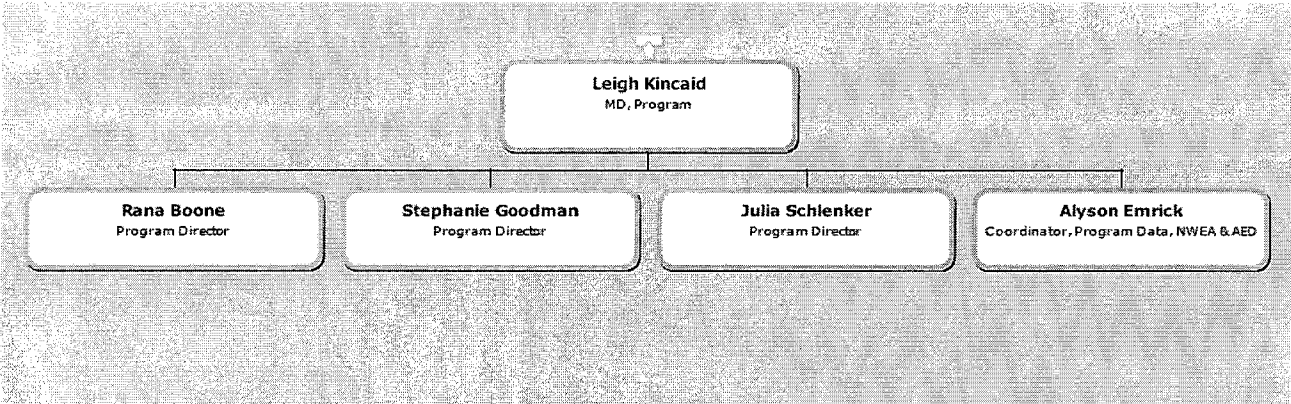 Leigh Kincaid
MD, Program
Rana Boone
Program Director
Stephanie Goodman
Program Director
Julia Schlenker
Program Director
Alyson Emrick
Coordinator, Program Data, NWEA & AED